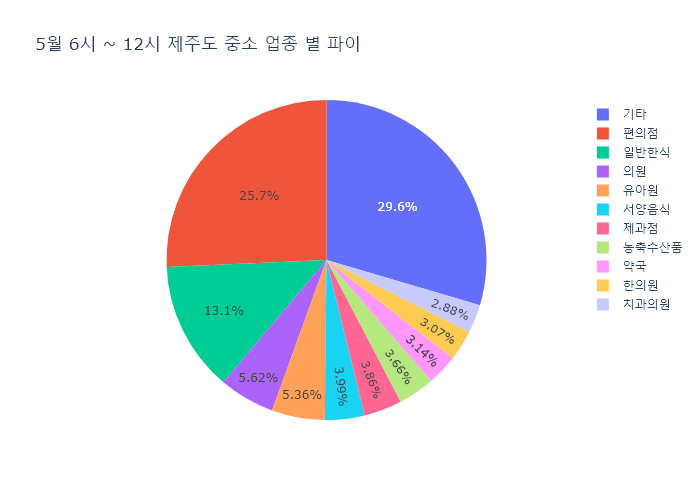 5월 6시 ~ 12시 제주도 중소 업종 별 파이
기타
편의점
일반한식
의원
유아원
서양음식
제과점
농축수산품
약국
한의원
치과의원
29.6%
25.7%
13.1%
5.62%
5.36%
3.99%
3.86%
3.66%
3.14%
3.07%
2.88%